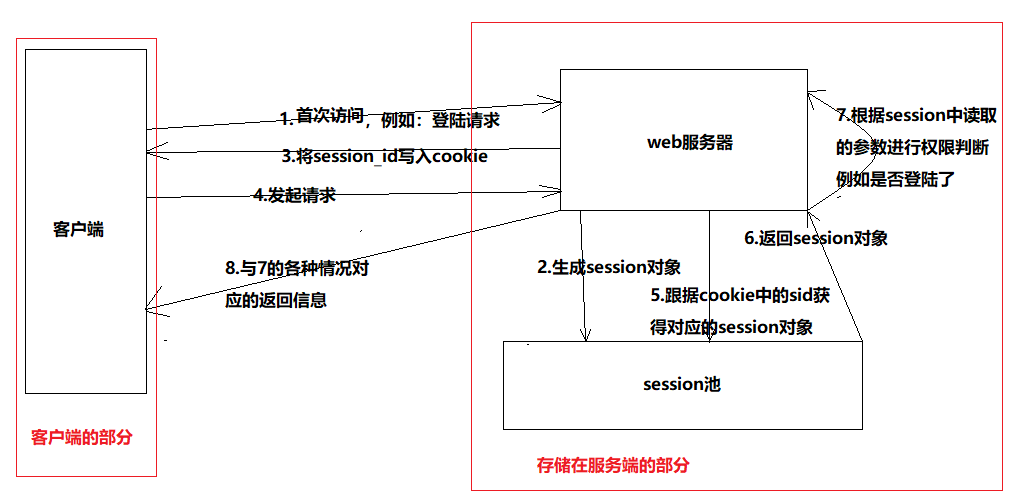 1.首次访问，例如：登陆请求
3.将session_id写入cookie
4.发起请求
客户端
8.与7的各种情况对
应的返回信息
客户端的部分
web服务器
7.根据session中读取
的参数进行权限判断
例如是否登陆了
6.返回session对象
2.生成session对象
5.跟据cookie中的sid获
得对应的session对象
session池
存储在服务端的部分